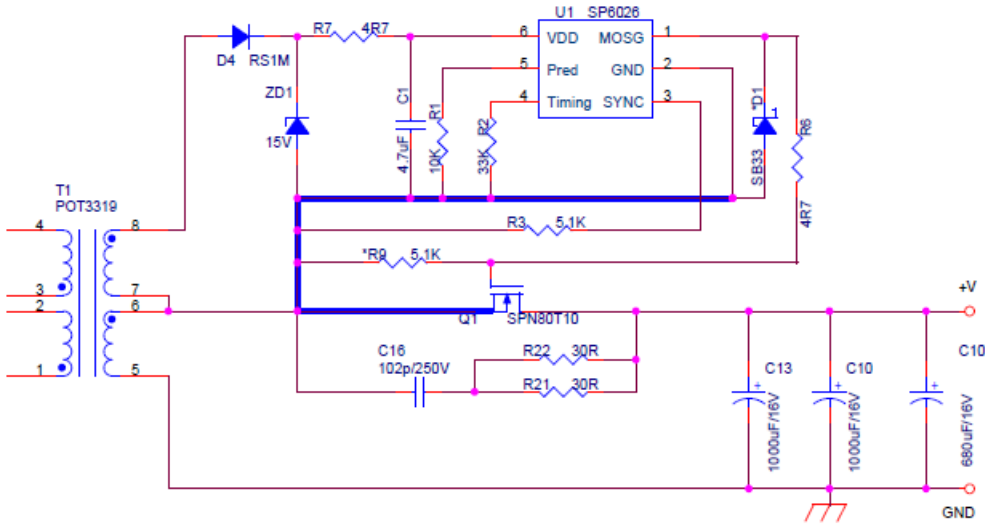 U1 SP6026
R7 4R7
D4 RS1M
6 VDD MOSG 1
5 Pred GND 2
4 Timing SYNC 3
ZD1
15V
C1
4.7uF
R1
10K
R2
33K
*D1
1
SB33
R6
4R7
T1
POT3319
4 8
3 7
2 6
1 5
R3 5.1K
*R9 5.1K
Q1 SPN80T10
C16
102p/250V
R22 30R
R21 30R
+V
C13
1000uF/16V
C10
1000uF/16V
C10
680uF/16V
+
+
+
GND